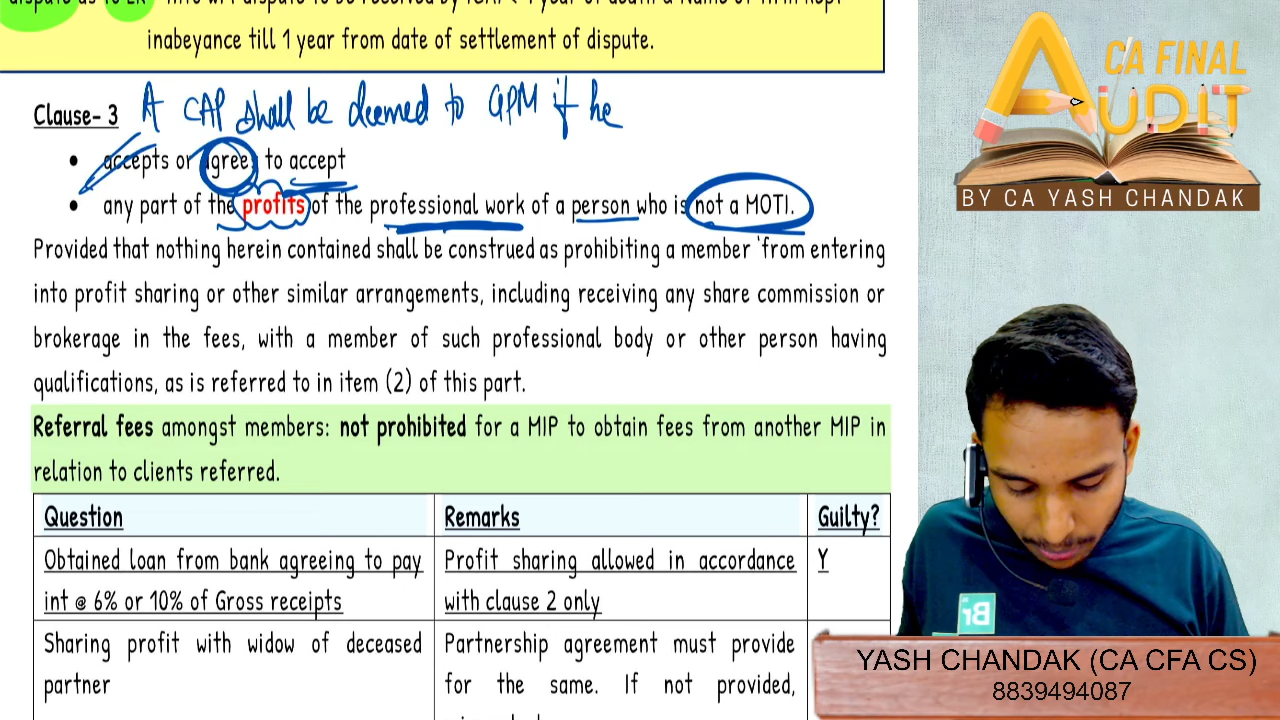 inabeyance till 1 year from date of settlement of dispute.
Clause- 3 A CAP shall be deemed to GPM if he
• accepts or agrees to accept
• any part of the profits of the professional work of a person who is not a MOTI.
Provided that nothing herein contained shall be construed as prohibiting a member 'from entering
into profit sharing or other similar arrangements, including receiving any share commission or
brokerage in the fees, with a member of such professional body or other person having
qualifications, as is referred to in item (2) of this part.
Referral fees amongst members: not prohibited for a MIP to obtain fees from another MIP in
relation to clients referred.
Question Remarks Guilty?
Obtained loan from bank agreeing to pay Profit sharing allowed in accordance Y
int @ 6% or 10% of Gross receipts with clause 2 only
Sharing profit with widow of deceased Partnership agreement must provide
partner for the same. If not provided,
CA FINAL
AUDIT
BY CA YASH CHANDAK
Br
YASH CHANDAK (CA CFA CS)
8839494087